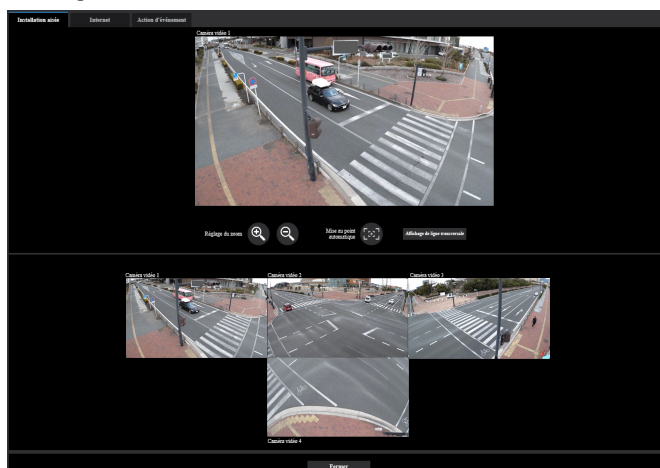 Installation aisée
Internet
Action d'événement
Caméra vidéo 1
Réglage du zoom
Mise au point
automatique
Affichage de ligne transversale
Caméra vidéo 1
Caméra vidéo 2
Caméra vidéo 3
Caméra vidéo 4
Fermer